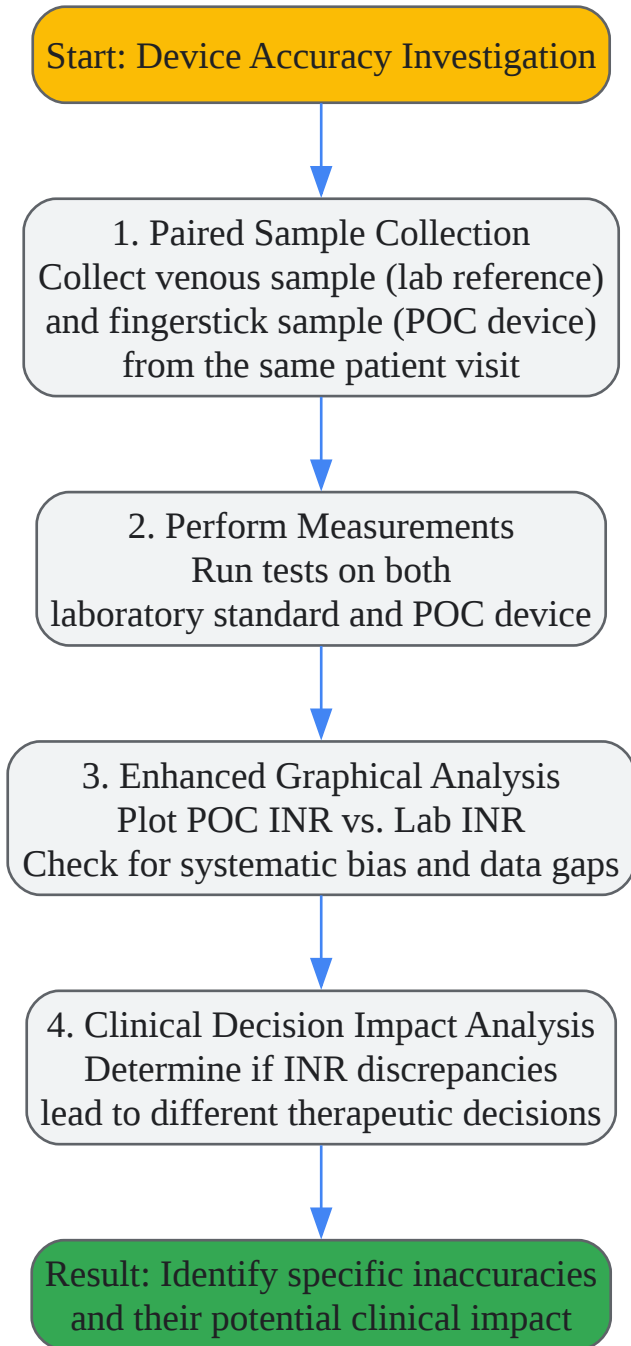 Start: Device Accuracy Investigation
1. Paired Sample Collection
Collect venous sample (lab reference)
and fingerstick sample (POC device)
from the same patient visit
2. Perform Measurements
Run tests on both
laboratory standard and POC device
3. Enhanced Graphical Analysis
Plot POC INR vs. Lab INR
Check for systematic bias and data gaps
4. Clinical Decision Impact Analysis
Determine if INR discrepancies
lead to different therapeutic decisions
Result: Identify specific inaccuracies
and their potential clinical impact